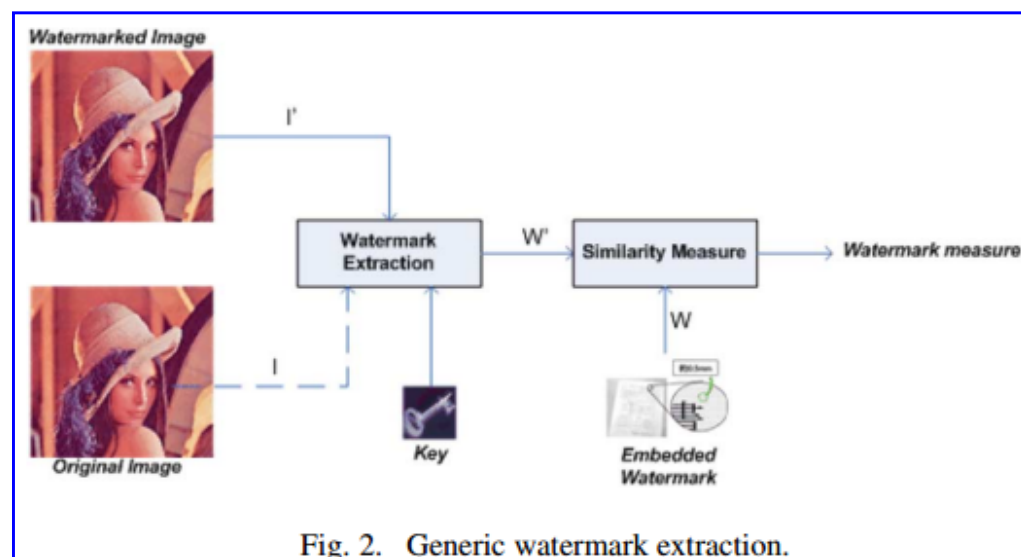 Watermarked Image
I'
Watermark
Extraction
W'
Similarity Measure
Watermark measure
I
W
Key
Embedded
Watermark
Original Image
Fig. 2. Generic watermark extraction.